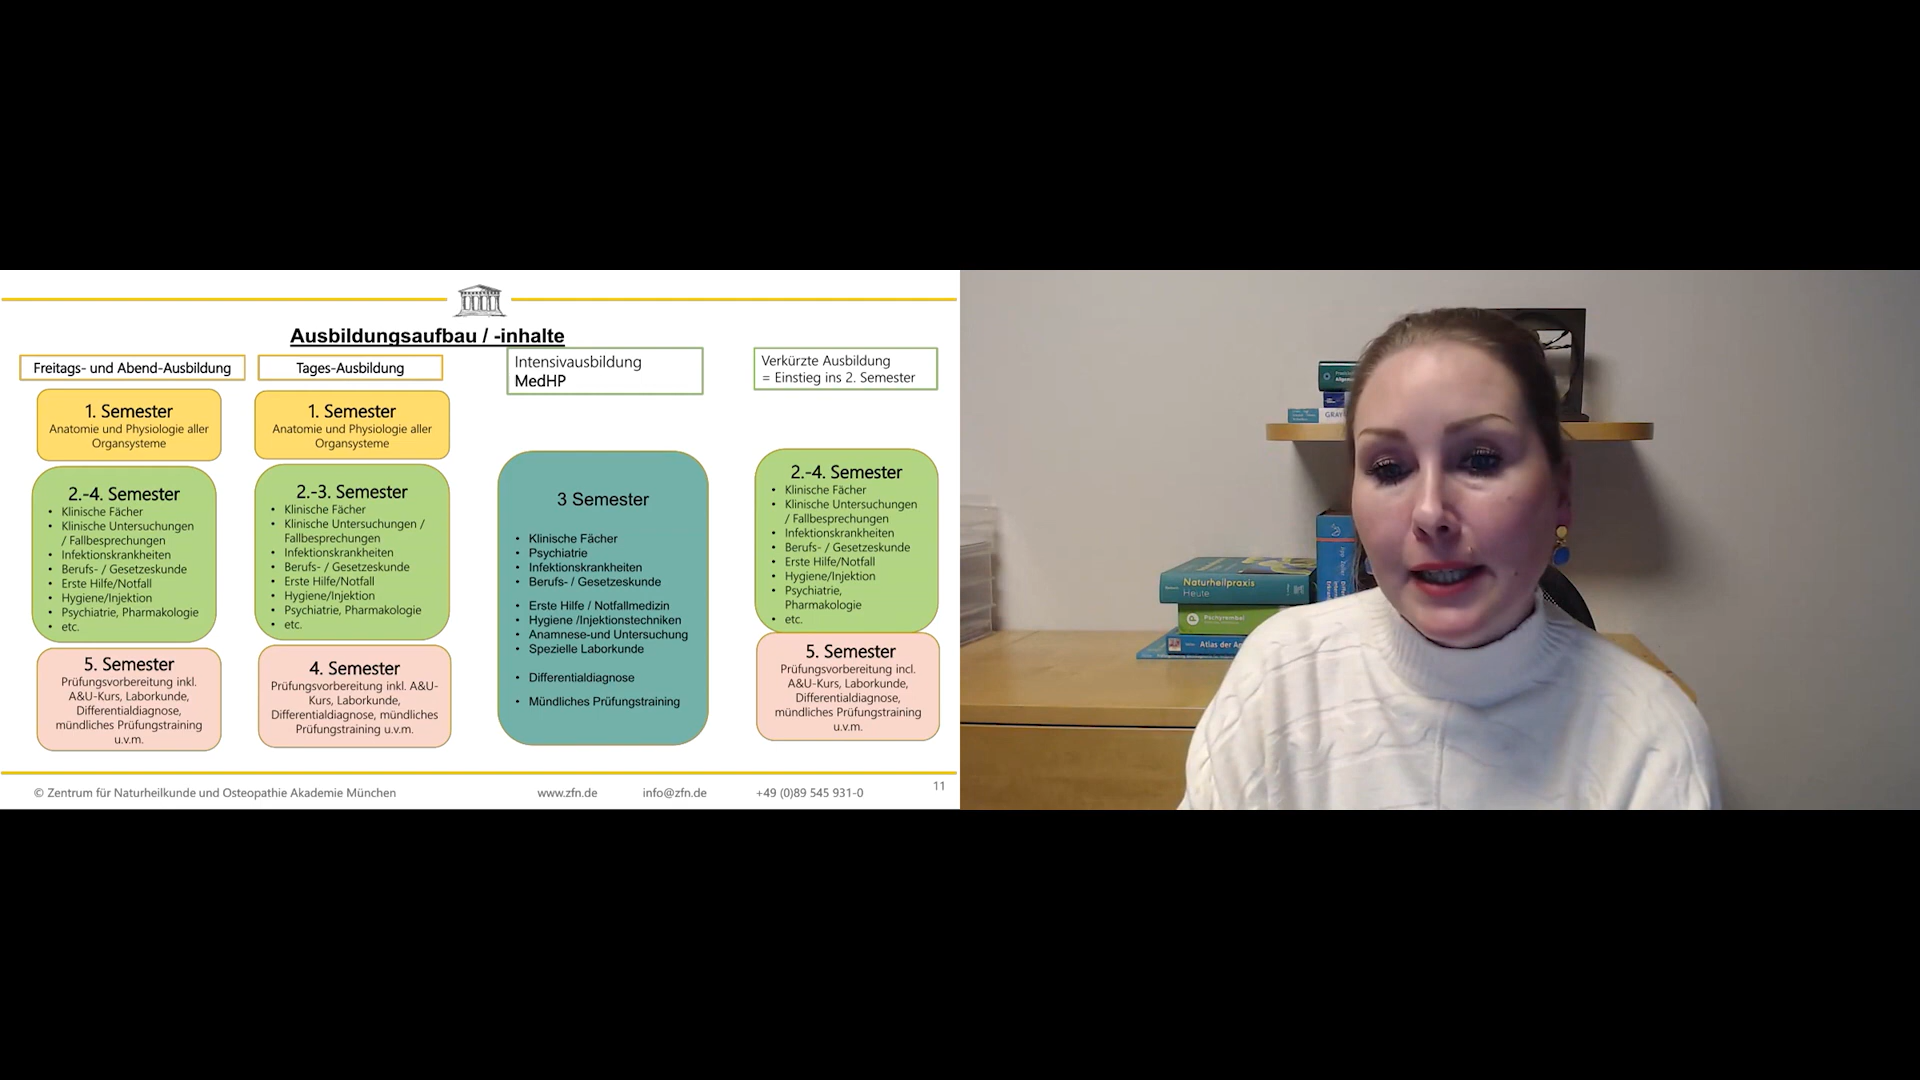 Ausbildungsaufbau / -inhalte
Freitags- und Abend-Ausbildung
1. Semester
Anatomie und Physiologie aller
Organsysteme
2.-4. Semester
• Klinische Fächer
• Klinische Untersuchungen
/ Fallbesprechungen
• Infektionskrankheiten
• Berufs- / Gesetzeskunde
• Erste Hilfe/Notfall
• Hygiene/Injektion
• Psychiatrie, Pharmakologie
• etc.
5. Semester
Prüfungsvorbereitung inkl.
A&U-Kurs, Laborkunde,
Differentialdiagnose,
mündliches Prüfungstraining
u.v.m.
Tages-Ausbildung
1. Semester
Anatomie und Physiologie aller
Organsysteme
2.-3. Semester
• Klinische Fächer
• Klinische Untersuchungen /
Fallbesprechungen
• Infektionskrankheiten
• Berufs- / Gesetzeskunde
• Erste Hilfe/Notfall
• Hygiene/Injektion
• Psychiatrie, Pharmakologie
• etc.
4. Semester
Prüfungsvorbereitung inkl. A&U-
Kurs, Laborkunde,
Differentialdiagnose, mündliches
Prüfungstraining u.v.m.
Intensivausbildung
MedHP
3 Semester
• Klinische Fächer
• Psychiatrie
• Infektionskrankheiten
• Berufs- / Gesetzeskunde
• Erste Hilfe / Notfallmedizin
• Hygiene /Injektionstechniken
• Anamnese-und Untersuchung
• Spezielle Laborkunde
• Differentialdiagnose
• Mündliches Prüfungstraining
Verkürzte Ausbildung
= Einstieg ins 2. Semester
2.-4. Semester
• Klinische Fächer
• Klinische Untersuchungen
/ Fallbesprechungen
• Infektionskrankheiten
• Berufs- / Gesetzeskunde
• Erste Hilfe/Notfall
• Hygiene/Injektion
• Psychiatrie,
Pharmakologie
• etc.
5. Semester
Prüfungsvorbereitung incl.
A&U-Kurs, Laborkunde,
Differentialdiagnose,
mündliches Prüfungstraining
u.v.m.
© Zentrum für Naturheilkunde und Osteopathie Akademie München
www.zfn.de
info@zfn.de
+49 (0)89 545 931-0
11
GRAY
Naturheilpraxis
Heute
Pschyrembel
Atlas der